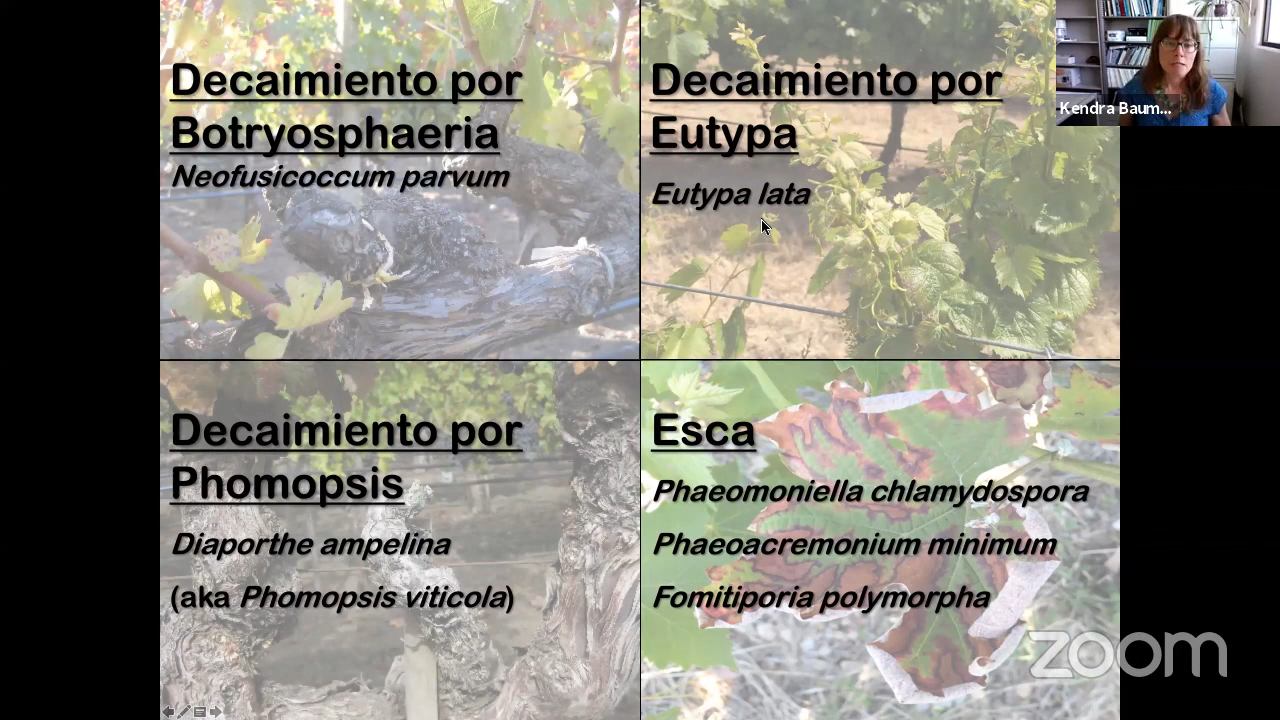 Decaimiento por
Botryosphaeria
Neofusicoccum parvum
Decaimiento por
Eutypa
Eutypa lata
Kendra Baum...
Decaimiento por
Phomopsis
Diaporthe ampelina
(aka Phomopsis viticola)
Esca
Phaeomoniella chlamydospora
Phaeoacremonium minimum
Fomitiporia polymorpha
zoom